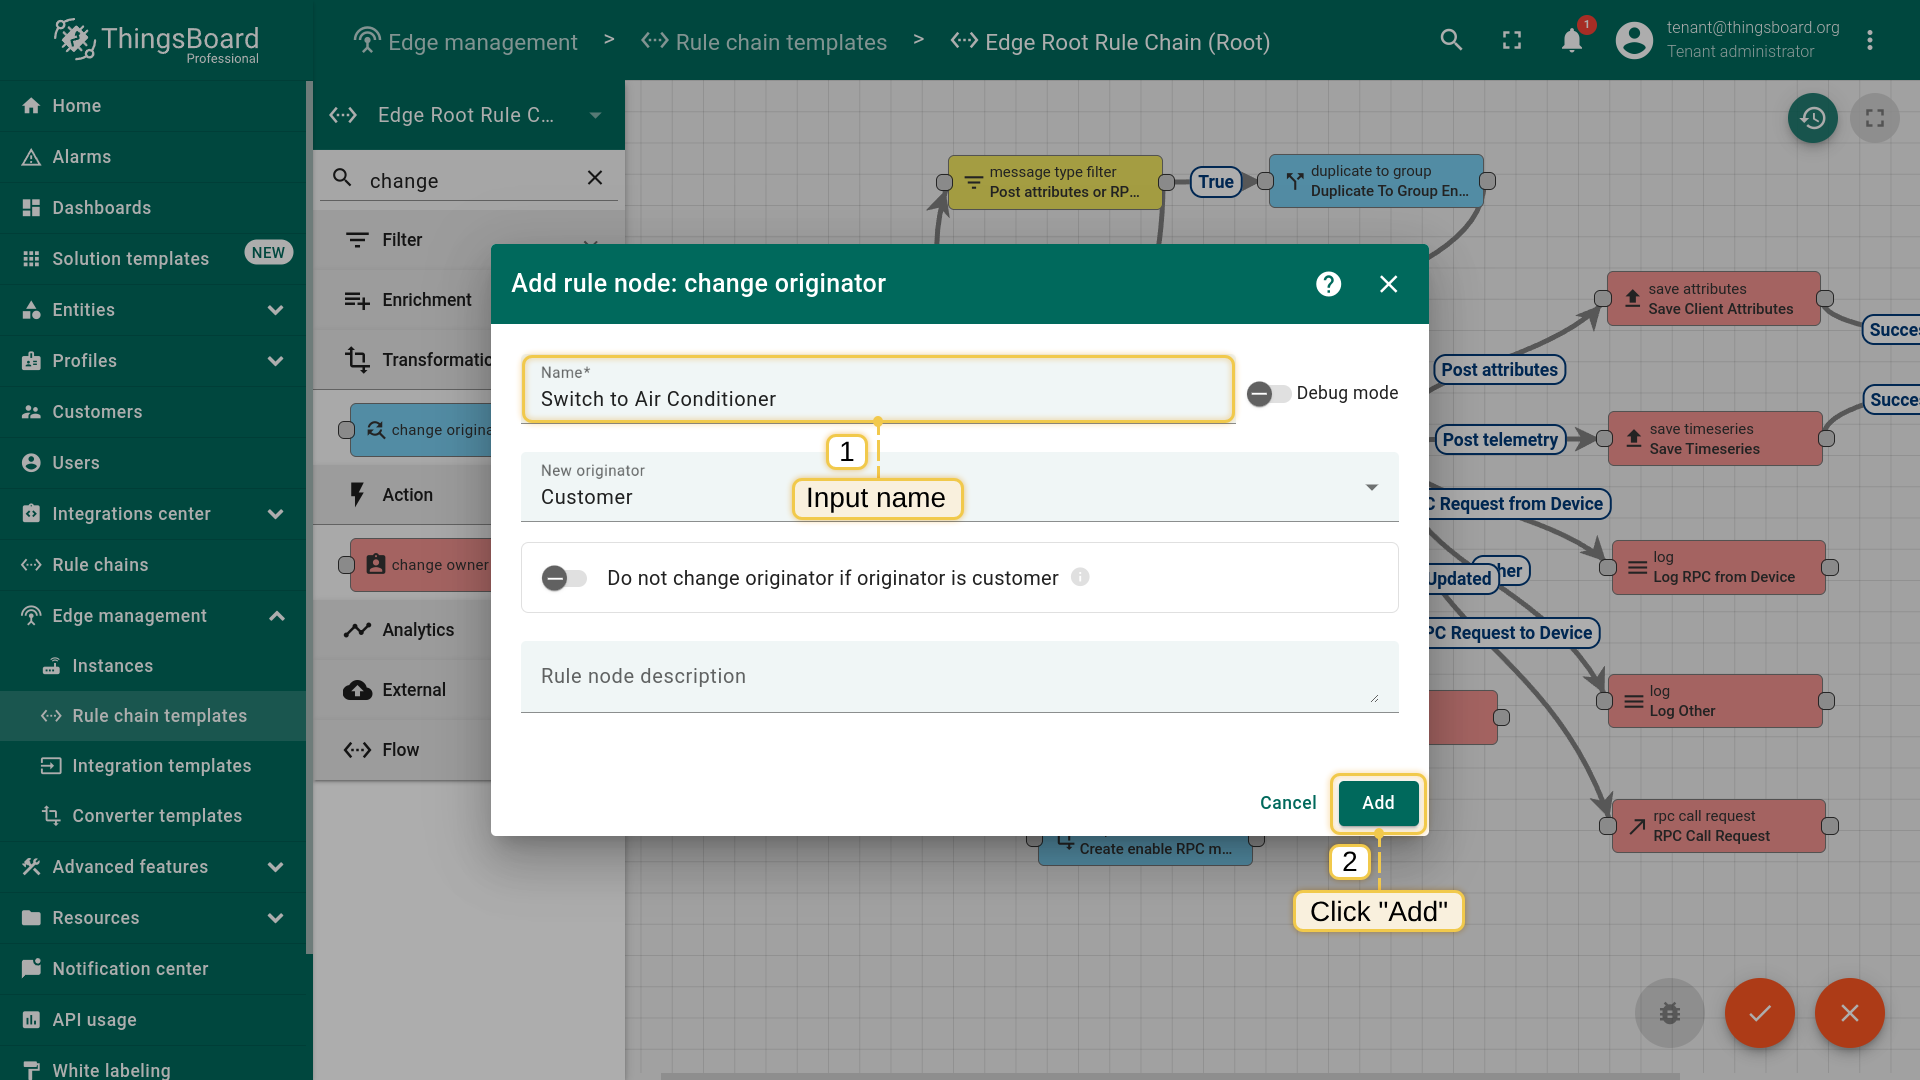 ThingsBoard
Professional
Edge management > Rule chain templates > Edge Root Rule Chain (Root)
1
tenant@thingsboard.org
Tenant administrator
Home
Alarms
Dashboards
Solution templates
NEW
Entities
Profiles
Customers
Users
Integrations center
Rule chains
Edge management
Instances
Rule chain templates
Integration templates
Converter templates
Advanced features
Resources
Notification center
API usage
White labeling
Edge Root Rule C...
change
Filter
Enrichment
Transformatio
change origina
Action
change owner
Analytics
External
Flow
message type filter
Post attributes or RP...
True
duplicate to group
Duplicate To Group En...
save attributes
Save Client Attributes
Succe
Post attributes
Succe
save timeseries
Save Timeseries
Post telemetry
C Request from Device
log
Log RPC from Device
her
Updated
PC Request to Device
log
Log Other
rpc call request
RPC Call Request
Create enable RPC m...
Add rule node: change originator
?
Name*
Switch to Air Conditioner
Debug mode
1
Input name
New originator
Customer
Do not change originator if originator is customer
Rule node description
Cancel
Add
2
Click "Add"